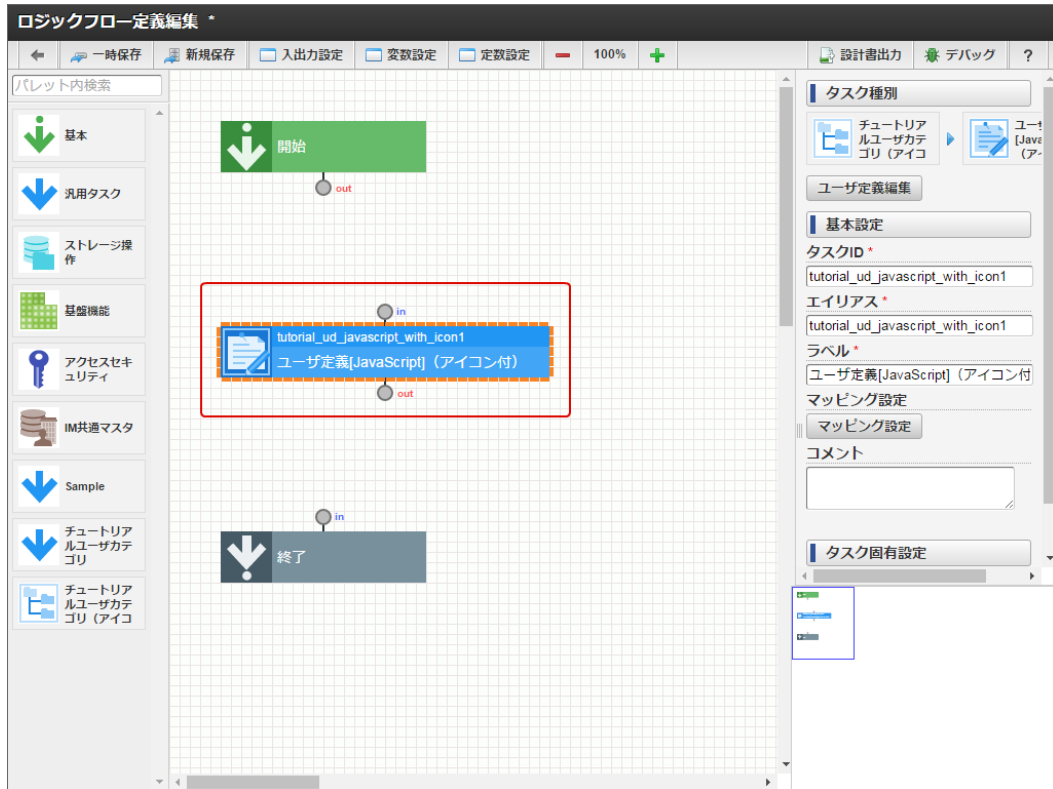 ロジックフロー定義編集 *
一時保存
新規保存
入出力設定
変数設定
定数設定
100%
設計書出力
デバッグ
?
パレット内検索
基本
汎用タスク
ストレージ操
作
基盤機能
アクセスセキ
ュリティ
IM共通マスタ
Sample
チュートリア
ルユーザカテ
ゴリ
チュートリア
ルユーザカテ
ゴリ（アイコ
開始
out
in
tutorial_ud_javascript_with_icon1
ユーザ定義[JavaScript]（アイコン付）
out
in
終了
タスク種別
チュートリア
ルユーザカテ
ゴリ（アイコ
ユーザ
[Java
（ア
ユーザ定義編集
基本設定
タスクID *
tutorial_ud_javascript_with_icon1
エイリアス *
tutorial_ud_javascript_with_icon1
ラベル *
ユーザ定義[JavaScript]（アイコン付
マッピング設定
マッピング設定
コメント
タスク固有設定